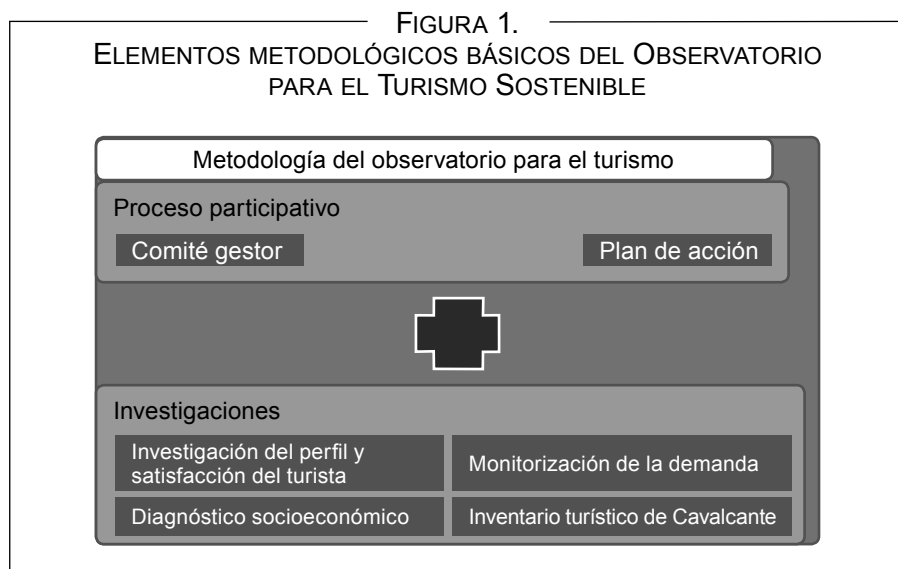 FIGURA 1.
ELEMENTOS METODOLÓGICOS BÁSICOS DEL OBSERVATORIO
PARA EL TURISMO SOSTENIBLE
Metodología del observatorio para el turismo
Proceso participativo
Comité gestor
Plan de acción
Investigaciones
Investigación del perfil y
satisfacción del turista
Monitorización de la demanda
Diagnóstico socioeconómico
Inventario turístico de Cavalcante